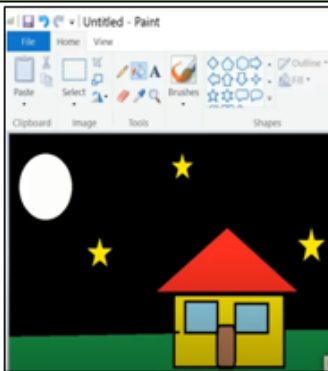 Untitled - Paint
File Home View
Paste Select A Brushes Outline
Fill
Clipboard Image Tools Shapes